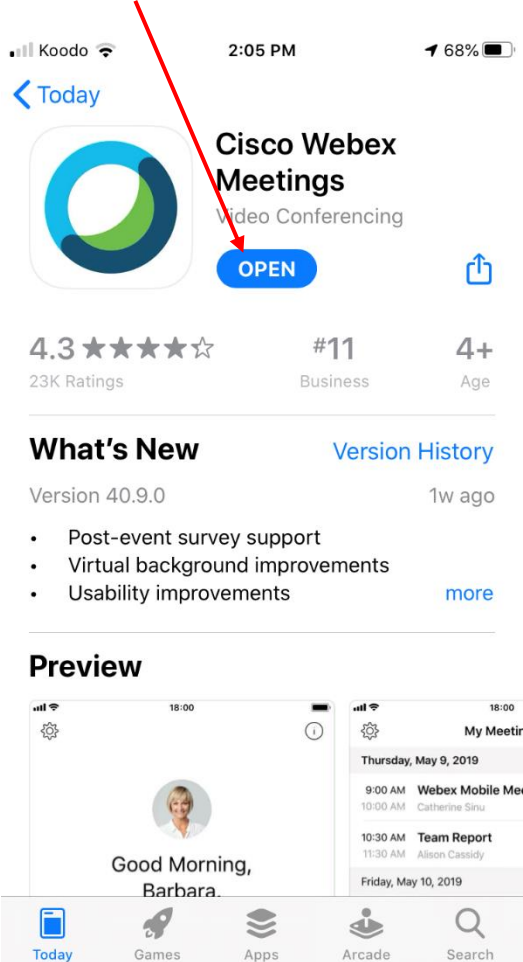 Koodo 2:05 PM 68%
Today
Cisco Webex
Meetings
Video Conferencing
OPEN
4.3 #11 4+
23K Ratings Business Age
What's New Version History
Version 40.9.0 1w ago
• Post-event survey support
• Virtual background improvements
• Usability improvements more
Preview
18:00
Good Morning,
Barbara.
18:00
My Meetin
Thursday, May 9, 2019
9:00 AM Webex Mobile Mee
10:00 AM Catherine Sinu
10:30 AM Team Report
11:30 AM Alison Cassidy
Friday, May 10, 2019
Today Games Apps Arcade Search